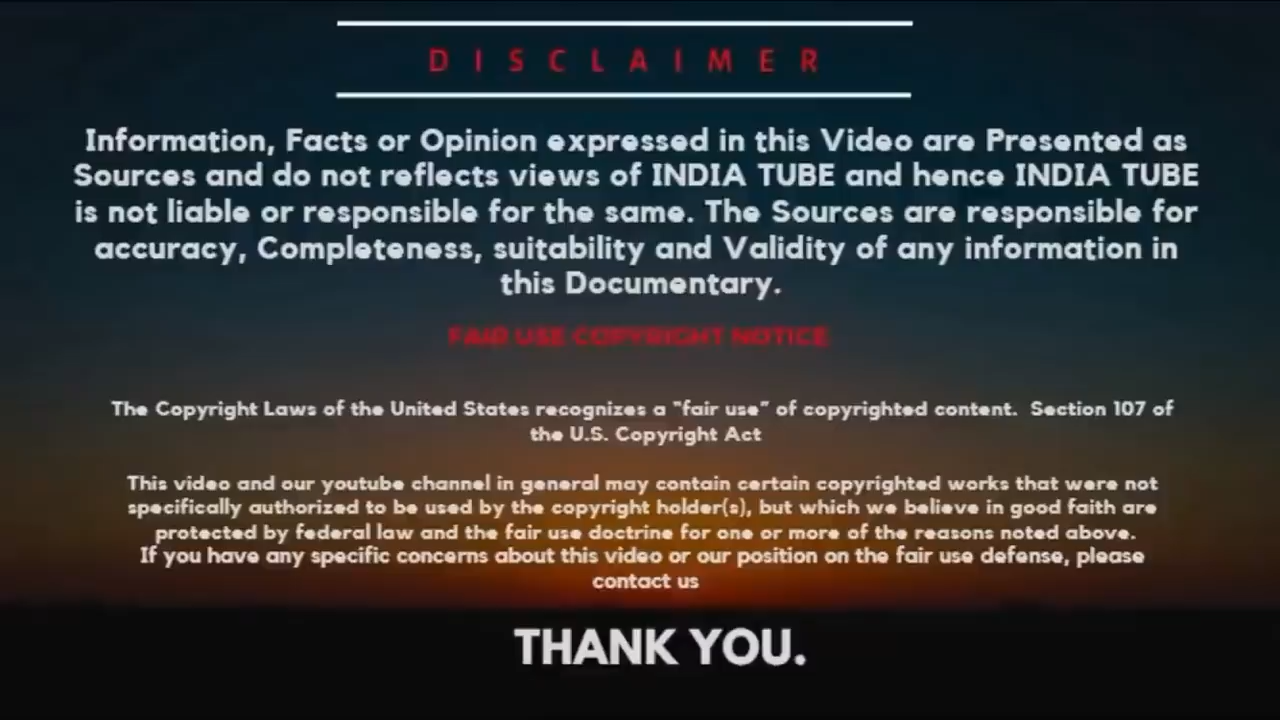 DISCLAIMER
Information, Facts or Opinion expressed in this Video are Presented as
Sources and do not reflects views of INDIA TUBE and hence INDIA TUBE
is not liable or responsible for the same. The Sources are responsible for
accuracy, Completeness, suitability and Validity of any information in
this Documentary.
FAIR USE COPYRIGHT NOTICE
The Copyright Laws of the United States recognizes a "fair use" of copyrighted content. Section 107 of
the U.S. Copyright Act
This video and our youtube channel in general may contain certain copyrighted works that were not
specifically authorized to be used by the copyright holder(s), but which we believe in good faith are
protected by federal law and the fair use doctrine for one or more of the reasons noted above.
If you have any specific concerns about this video or our position on the fair use defense, please
contact us
THANK YOU.